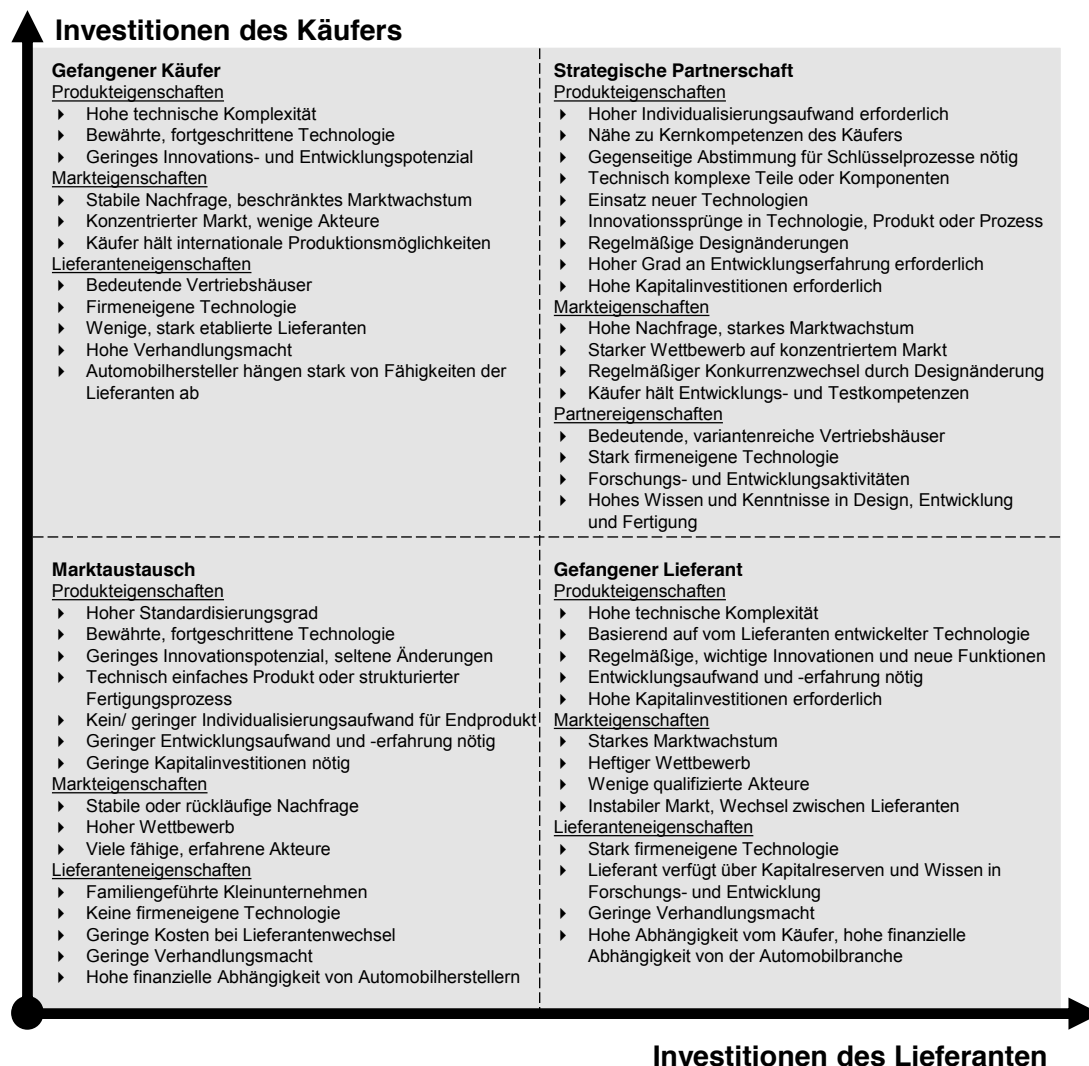 Investitionen des Käufers
Gefangener Käufer
Produkteigenschaften
Hohe technische Komplexität
Bewährte, fortgeschrittene Technologie
Geringes Innovations- und Entwicklungspotenzial
Markteigenschaften
Stabile Nachfrage, beschränktes Marktwachstum
Konzentrierter Markt, wenige Akteure
Käufer hält internationale Produktionsmöglichkeiten
Lieferanteneigenschaften
Bedeutende Vertriebshäuser
Firmeneigene Technologie
Wenige, stark etablierte Lieferanten
Hohe Verhandlungsmacht
Automobilhersteller hängen stark von Fähigkeiten der
Lieferanten ab
Strategische Partnerschaft
Produkteigenschaften
Hoher Individualisierungsaufwand erforderlich
Nähe zu Kernkompetenzen des Käufers
Gegenseitige Abstimmung für Schlüsselprozesse nötig
Technisch komplexe Teile oder Komponenten
Einsatz neuer Technologien
Innovationssprünge in Technologie, Produkt oder Prozess
Regelmäßige Designänderungen
Hoher Grad an Entwicklungserfahrung erforderlich
Hohe Kapitalinvestitionen erforderlich
Markteigenschaften
Hohe Nachfrage, starkes Marktwachstum
Starker Wettbewerb auf konzentriertem Markt
Regelmäßiger Konkurrenzwechsel durch Designänderung
Käufer hält Entwicklungs- und Testkompetenzen
Partnereigenschaften
Bedeutende, variantenreiche Vertriebshäuser
Stark firmeneigene Technologie
Forschungs- und Entwicklungsaktivitäten
Hohes Wissen und Kenntnisse in Design, Entwicklung
und Fertigung
Marktaustausch
Produkteigenschaften
Hoher Standardisierungsgrad
Bewährte, fortgeschrittene Technologie
Geringes Innovationspotenzial, seltene Änderungen
Technisch einfaches Produkt oder strukturierter
Fertigungsprozess
Kein/ geringer Individualisierungsaufwand für Endprodukt
Geringer Entwicklungsaufwand und -erfahrung nötig
Geringe Kapitalinvestitionen nötig
Markteigenschaften
Stabile oder rückläufige Nachfrage
Hoher Wettbewerb
Viele fähige, erfahrene Akteure
Lieferanteneigenschaften
Familiengeführte Kleinunternehmen
Keine firmeneigene Technologie
Geringe Kosten bei Lieferantenwechsel
Geringe Verhandlungsmacht
Hohe finanzielle Abhängigkeit von Automobilherstellern
Gefangener Lieferant
Produkteigenschaften
Hohe technische Komplexität
Basierend auf vom Lieferanten entwickelter Technologie
Regelmäßige, wichtige Innovationen und neue Funktionen
Entwicklungsaufwand und -erfahrung nötig
Hohe Kapitalinvestitionen erforderlich
Markteigenschaften
Starkes Marktwachstum
Heftiger Wettbewerb
Wenige qualifizierte Akteure
Instabiler Markt, Wechsel zwischen Lieferanten
Lieferanteneigenschaften
Stark firmeneigene Technologie
Lieferant verfügt über Kapitalreserven und Wissen in
Forschungs- und Entwicklung
Geringe Verhandlungsmacht
Hohe Abhängigkeit vom Käufer, hohe finanzielle
Abhängigkeit von der Automobilbranche
Investitionen des Lieferanten